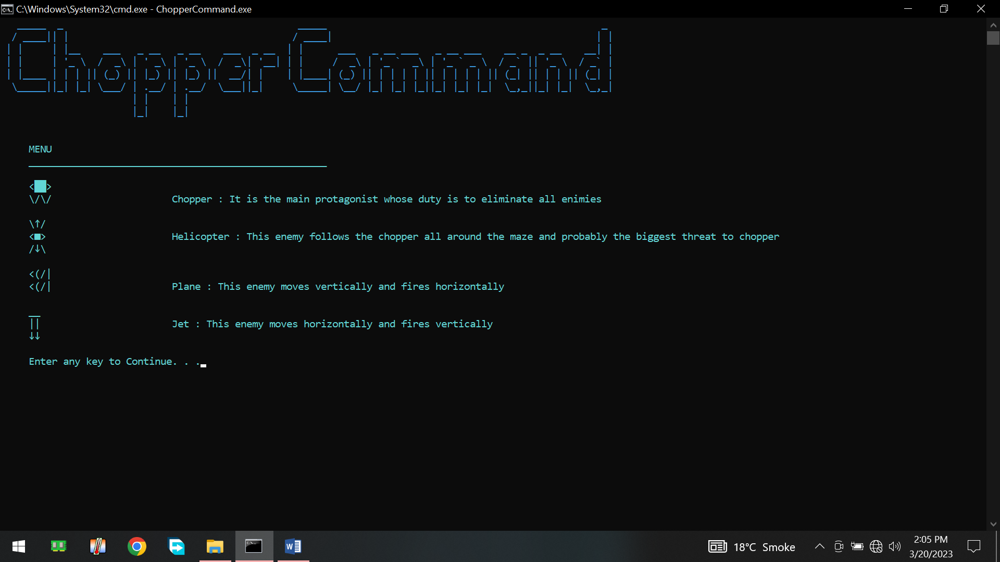 C:\Windows\System32\cmd.exe - ChopperCommand.exe
Chopper Command
MENU
<██>
\/\/ Chopper : It is the main protagonist whose duty is to eliminate all enimies
\↑/
<■> Helicopter : This enemy follows the chopper all around the maze and probably the biggest threat to chopper
/↓\
<(/|
<(/| Plane : This enemy moves vertically and fires horizontally
__
|| Jet : This enemy moves horizontally and fires vertically
↓↓
Enter any key to Continue. . .
18°C Smoke
2:05 PM
3/20/2023